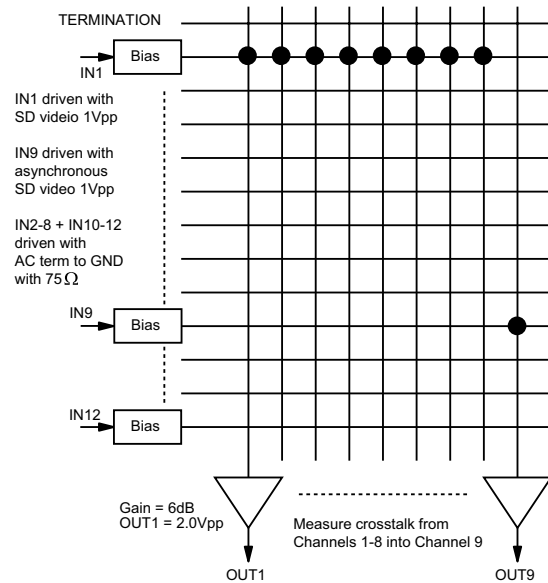 TERMINATION
Bias
IN1
IN1 driven with
SD videio 1Vpp
IN9 driven with
asynchronous
SD video 1Vpp
IN2-8 + IN10-12
driven with
AC term to GND
with 75Ω
IN9
Bias
IN12
Bias
Gain = 6dB
OUT1 = 2.0Vpp
Measure crosstalk from
Channels 1-8 into Channel 9
OUT1
OUT9